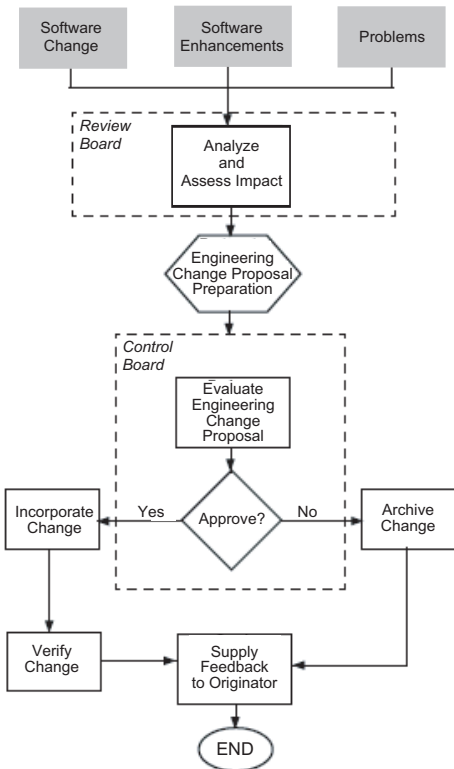 Software
Change
Software
Enhancements
Problems
Review
Board
Analyze
and
Assess Impact
Engineering
Change Proposal
Preparation
Control
Board
Evaluate
Engineering
Change
Proposal
Incorporate
Change
Yes
Approve?
No
Archive
Change
Verify
Change
Supply
Feedback
to Originator
END